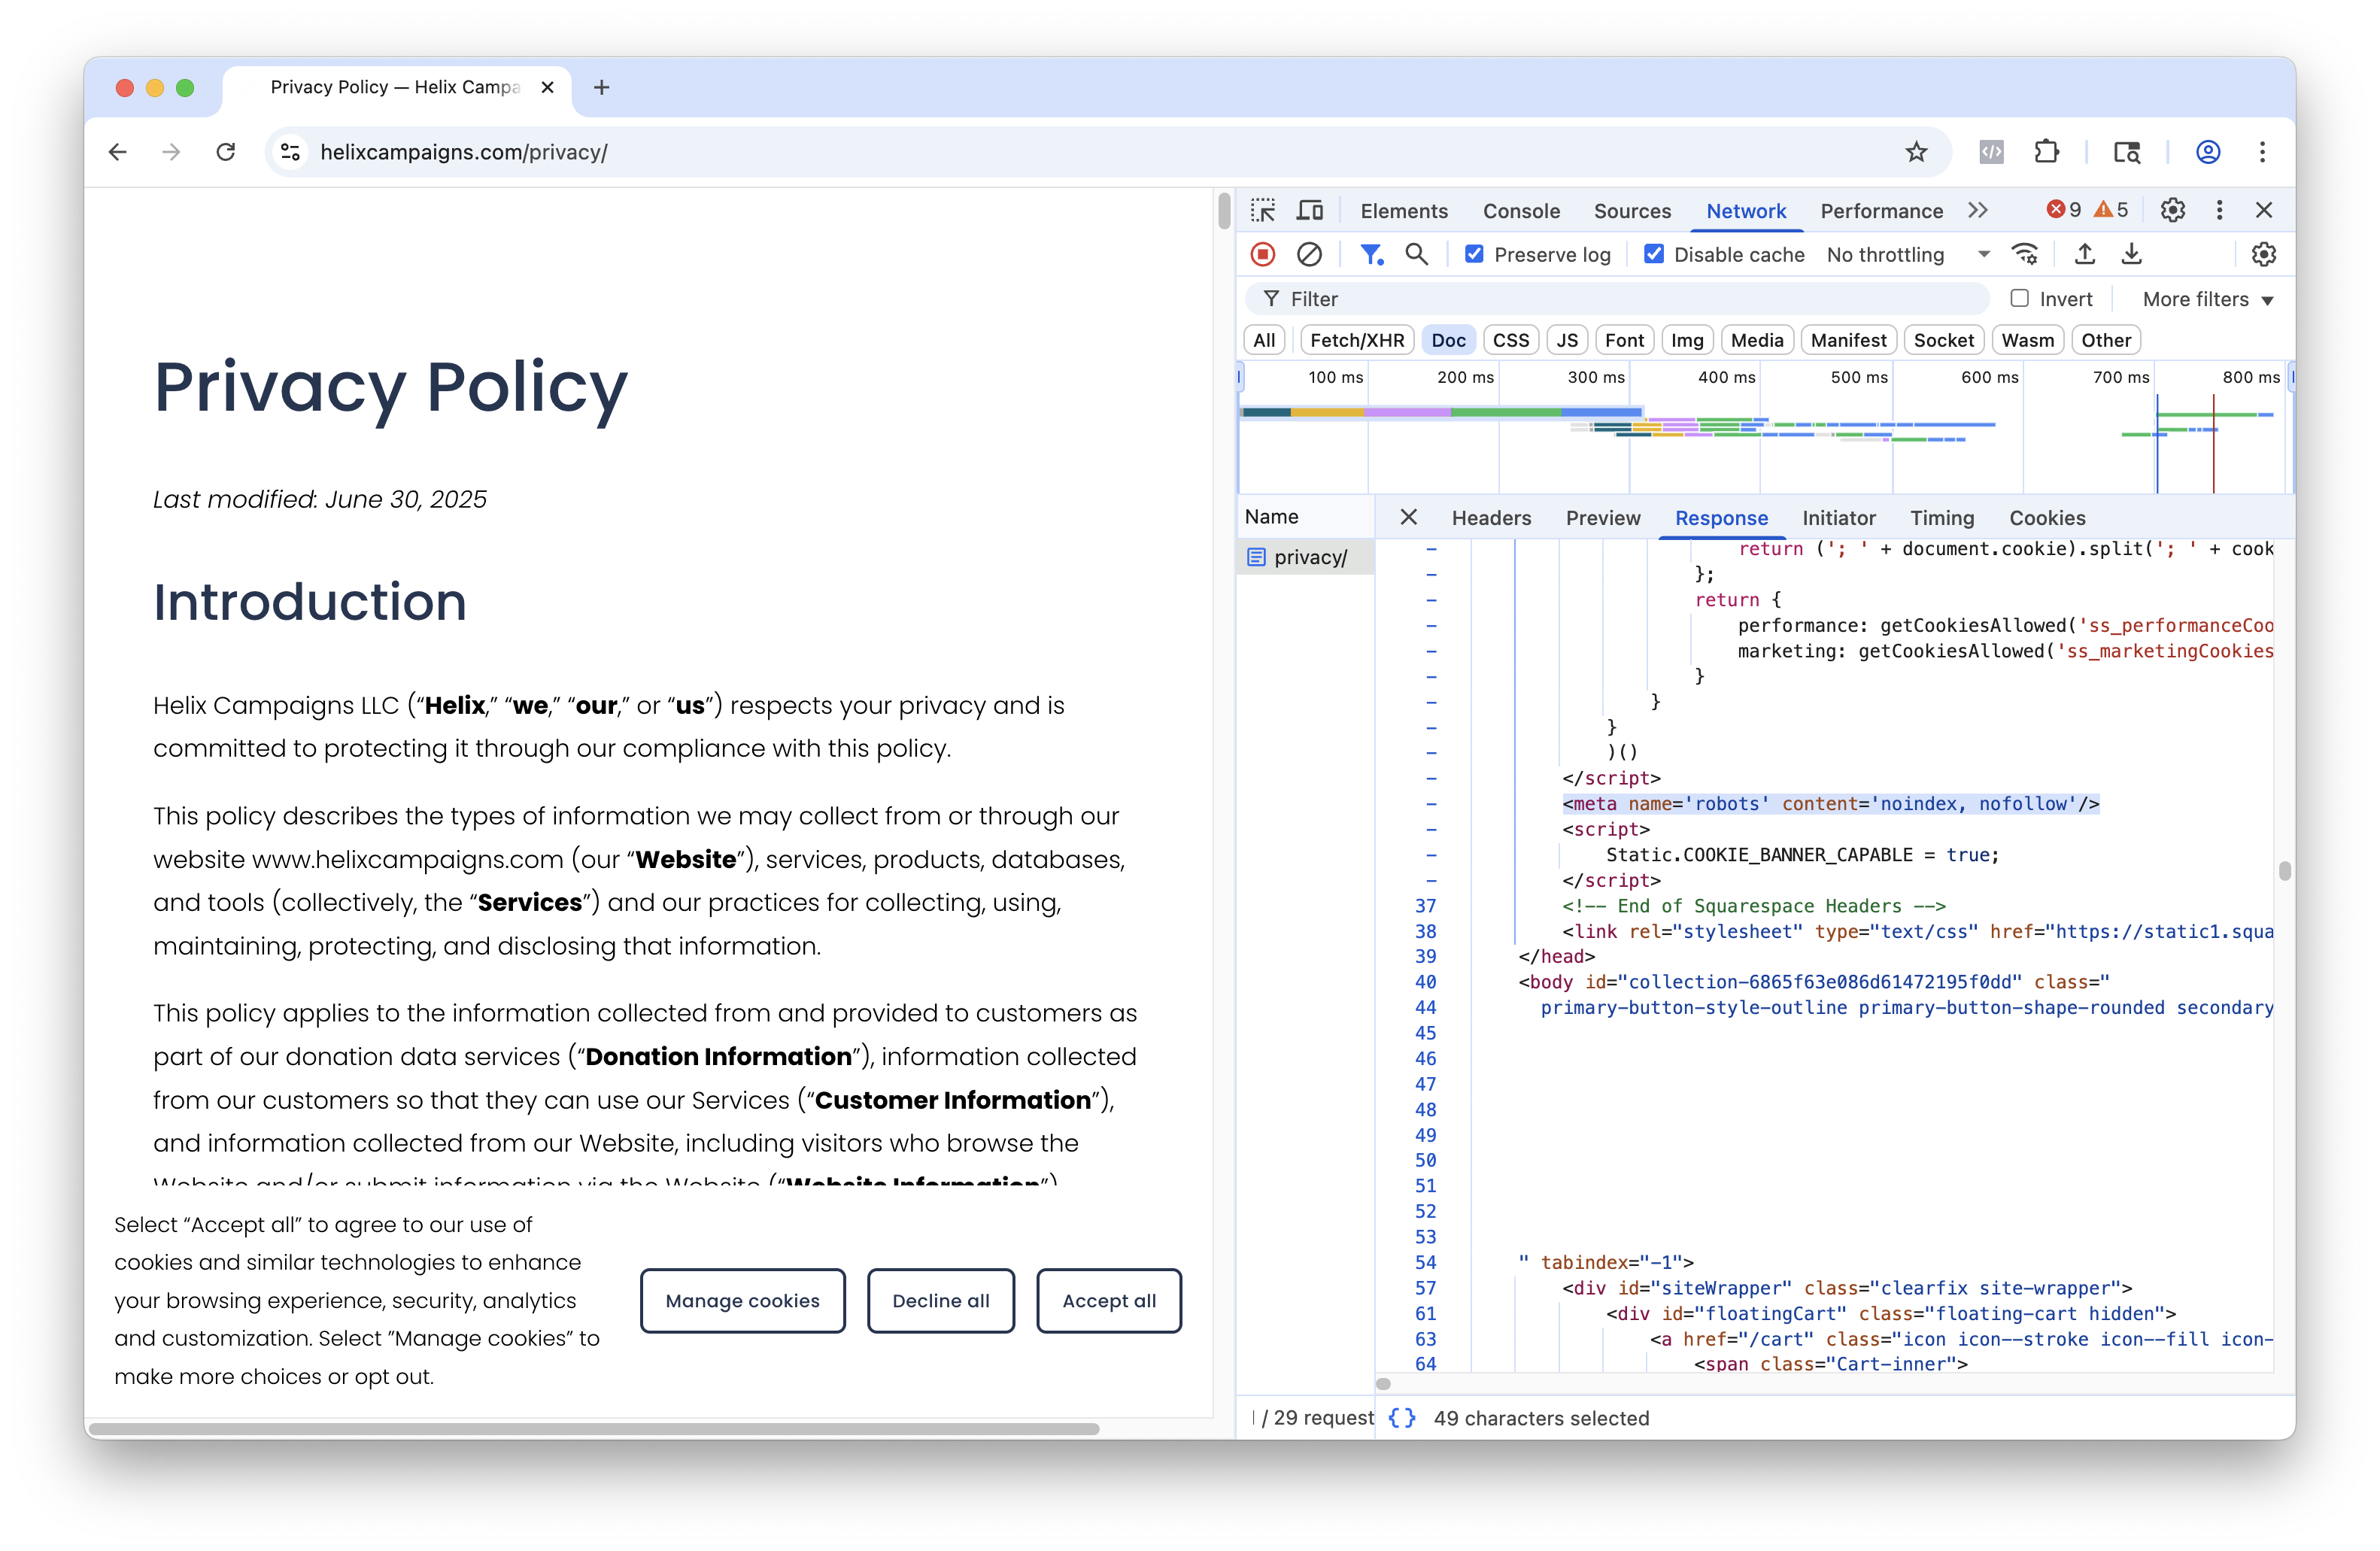 Privacy Policy — Helix Campa
helixcampaigns.com/privacy/
Privacy Policy
Last modified: June 30, 2025
Introduction
Helix Campaigns LLC (“Helix,” “we,” “our,” or “us”) respects your privacy and is
committed to protecting it through our compliance with this policy.
This policy describes the types of information we may collect from or through our
website www.helixcampaigns.com (our “Website”), services, products, databases,
and tools (collectively, the “Services”) and our practices for collecting, using,
maintaining, protecting, and disclosing that information.
This policy applies to the information collected from and provided to customers as
part of our donation data services (“Donation Information”), information collected
from our customers so that they can use our Services (“Customer Information”),
and information collected from our Website, including visitors who browse the
Website and/or submit information via the Website (“Website Information”)
Select “Accept all” to agree to our use of
cookies and similar technologies to enhance
your browsing experience, security, analytics
and customization. Select “Manage cookies” to
make more choices or opt out.
Manage cookies Decline all Accept all
Elements Console Sources Network Performance 9 5
Preserve log Disable cache No throttling
Filter Invert More filters
All Fetch/XHR Doc CSS JS Font Img Media Manifest Socket Wasm Other
100 ms 200 ms 300 ms 400 ms 500 ms 600 ms 700 ms 800 ms
Name Headers Preview Response Initiator Timing Cookies
privacy/
- return ('; ' + document.cookie).split('; ' + cook
- };
- return {
- performance: getCookiesAllowed('ss_performanceCoo
- marketing: getCookiesAllowed('ss_marketingCookies
- }
- }
- }
- )()
- </script>
- <meta name='robots' content='noindex, nofollow'/>
- <script>
- Static.COOKIE_BANNER_CAPABLE = true;
- </script>
37 <!-- End of Squarespace Headers -->
38 <link rel="stylesheet" type="text/css" href="https://static1.squa
39 </head>
40 <body id="collection-6865f63e086d61472195f0dd" class="
44 primary-button-style-outline primary-button-shape-rounded secondary
45
46
47
48
49
50
51
52
53
54 " tabindex="-1">
57 <div id="siteWrapper" class="clearfix site-wrapper">
61 <div id="floatingCart" class="floating-cart hidden">
63 <a href="/cart" class="icon icon--stroke icon--fill icon-
64 <span class="Cart-inner">
/ 29 request {} 49 characters selected